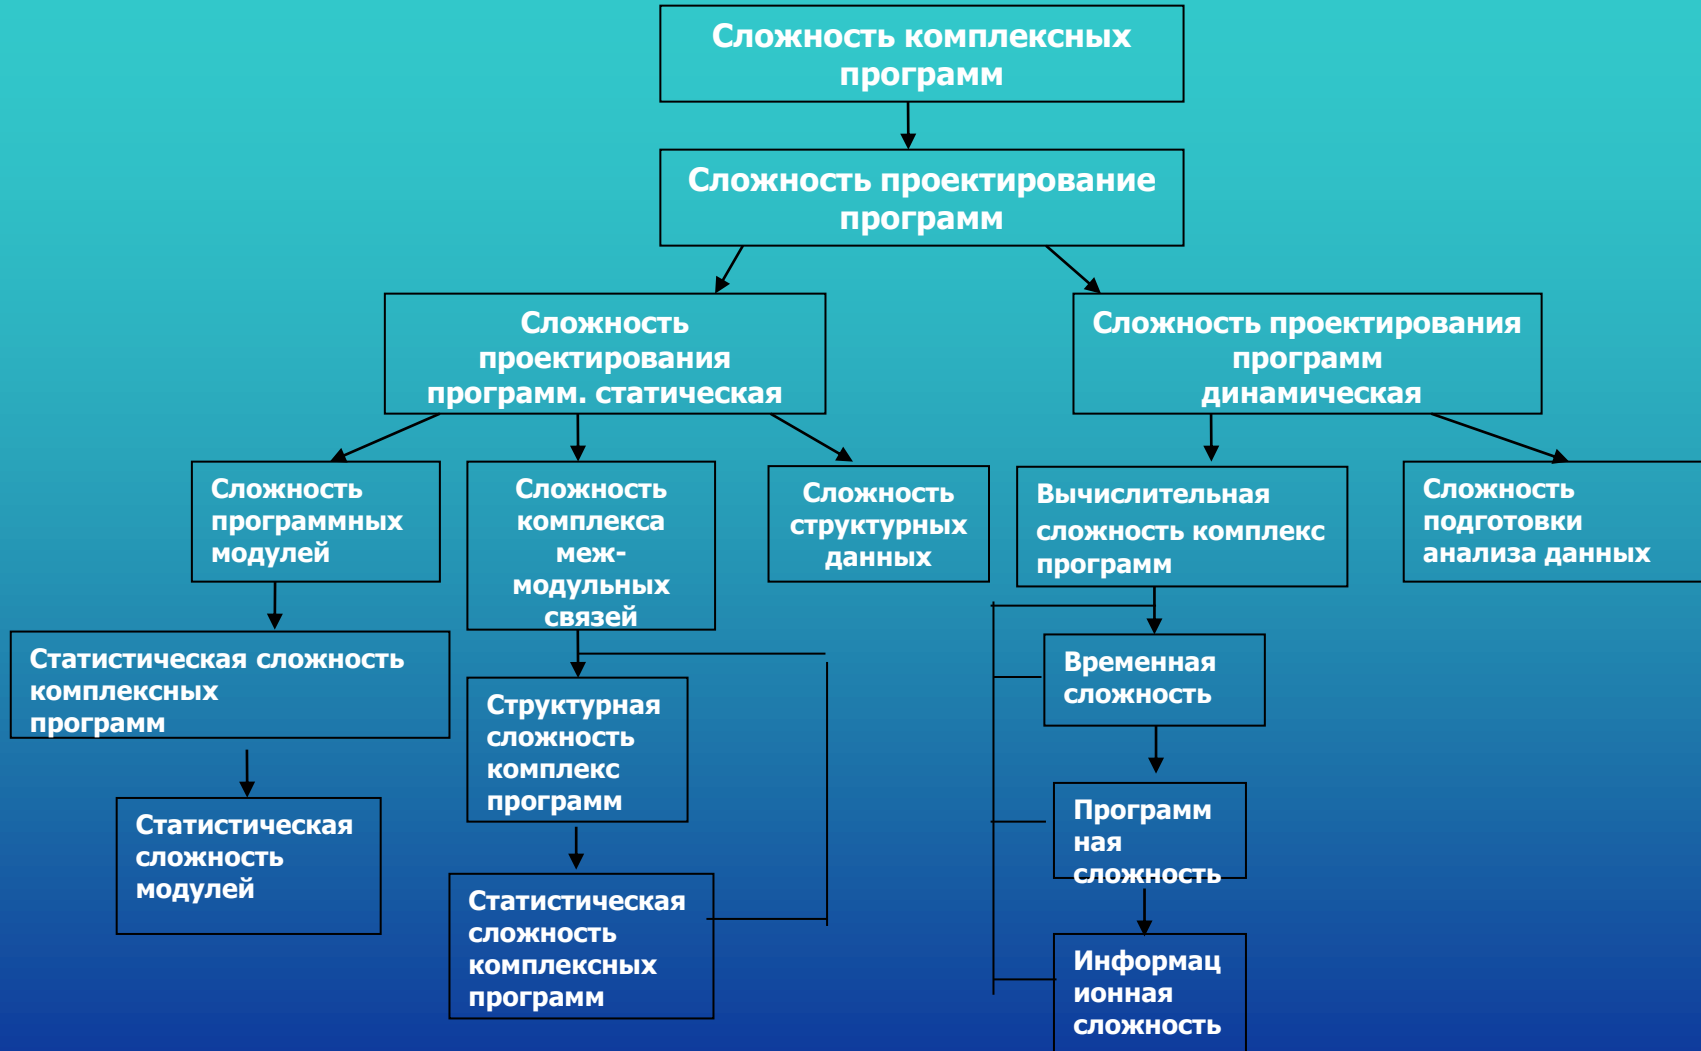 Сложность комплексных
программ
Сложность проектирование
программ
Сложность
проектирования
программ. статическая
Сложность проектирования
программ
динамическая
Сложность
программных
модулей
Сложность
комплекса
меж-
модульных
связей
Сложность
структурных
данных
Вычислительная
сложность комплекс
программ
Сложность
подготовки
анализа данных
Статистическая сложность
комплексных
программ
Структурная
сложность
комплекс
программ
Временная
сложность
Статистическая
сложность
модулей
Статистическая
сложность
комплексных
программ
Программ
ная
сложность
Информац
ионная
сложность